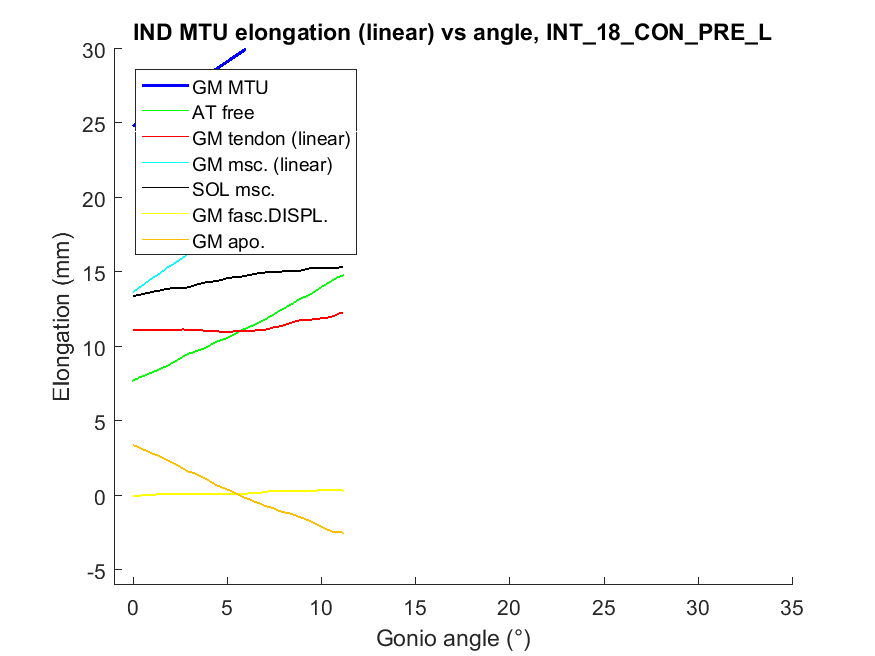 IND MTU elongation (linear) vs angle, INT_18_CON_PRE_L
30
25
20
15
10
5
0
-5
Elongation (mm)
GM MTU
AT free
GM tendon (linear)
GM msc. (linear)
SOL msc.
GM fasc.DISPL.
GM apo.
0 5 10 15 20 25 30 35
Gonio angle (°)